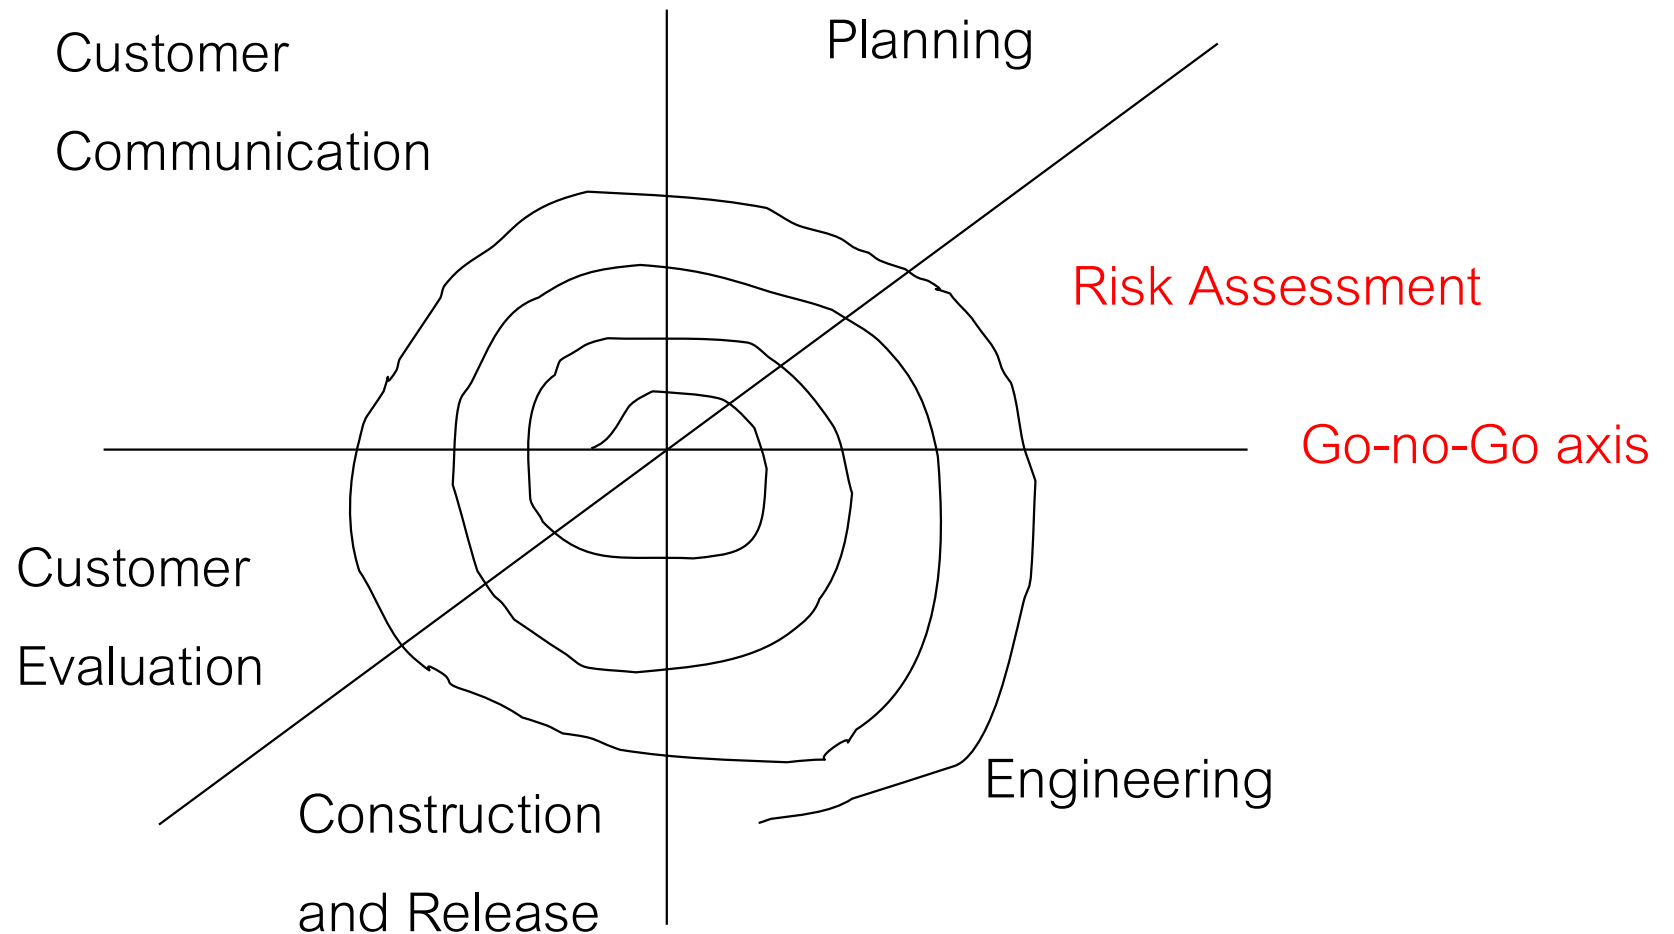 Customer
Communication
Planning
Risk Assessment
Go-no-Go axis
Customer
Evaluation
Engineering
Construction
and Release